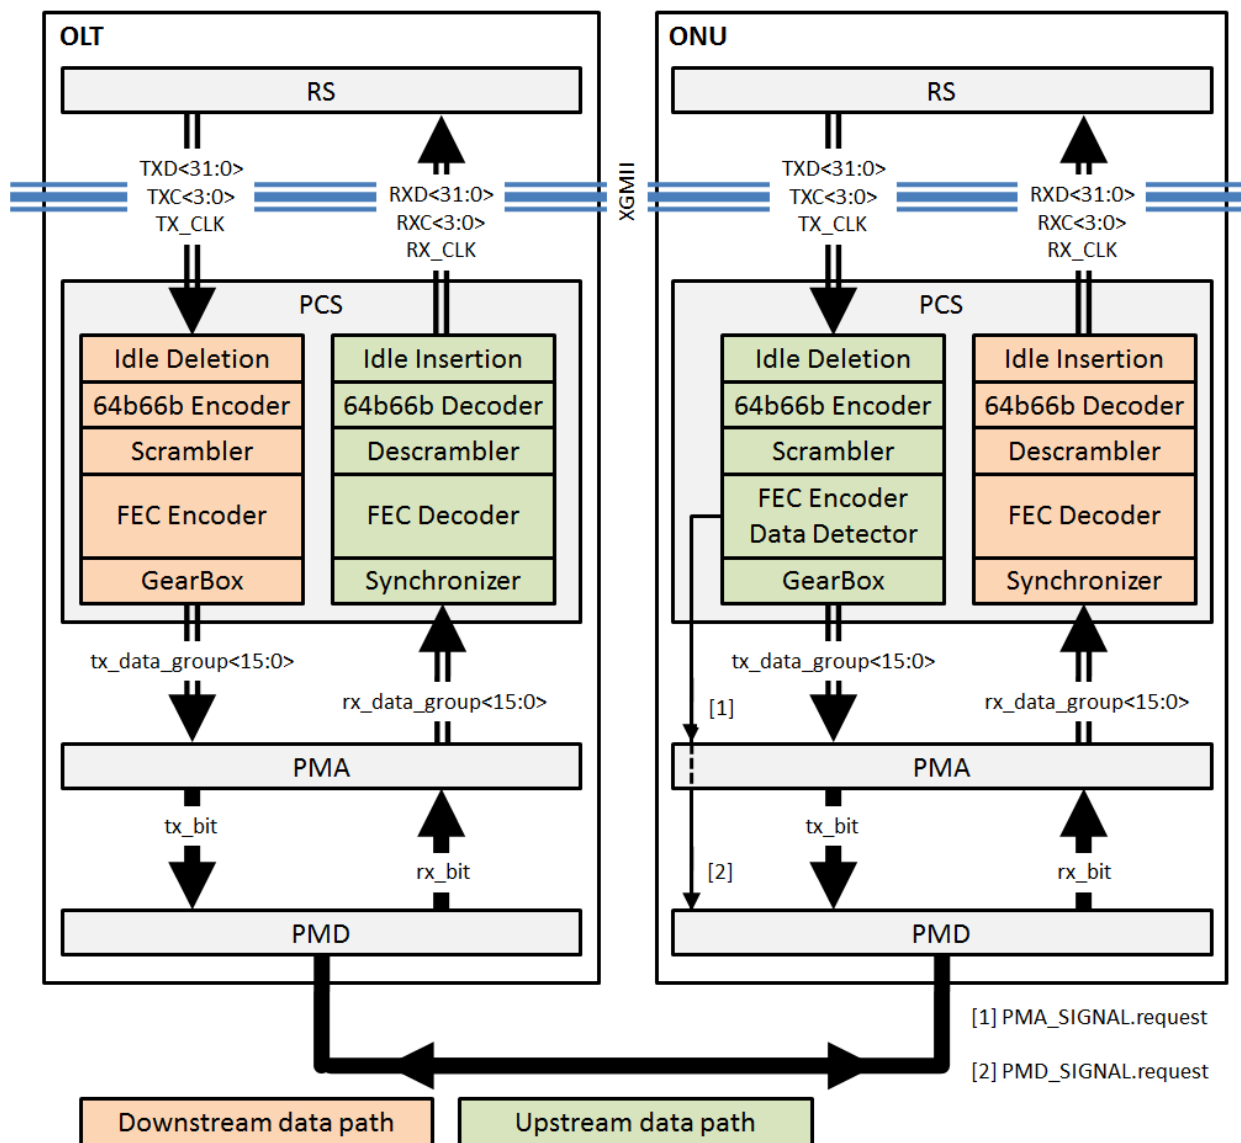 OLT
RS
TXD<31:0>
TXC<3:0>
TX_CLK
RXD<31:0>
RXC<3:0>
RX_CLK
PCS
Idle Deletion
64b66b Encoder
Scrambler
FEC Encoder
GearBox
Idle Insertion
64b66b Decoder
Descrambler
FEC Decoder
Synchronizer
tx_data_group<15:0>
rx_data_group<15:0>
PMA
tx_bit
rx_bit
PMD
XGMII
ONU
RS
TXD<31:0>
TXC<3:0>
TX_CLK
RXD<31:0>
RXC<3:0>
RX_CLK
PCS
Idle Deletion
64b66b Encoder
Scrambler
FEC Encoder
Data Detector
GearBox
Idle Insertion
64b66b Decoder
Descrambler
FEC Decoder
Synchronizer
tx_data_group<15:0>
rx_data_group<15:0>
[1]
PMA
tx_bit
rx_bit
[2]
PMD
[1] PMA_SIGNAL.request
[2] PMD_SIGNAL.request
Downstream data path
Upstream data path